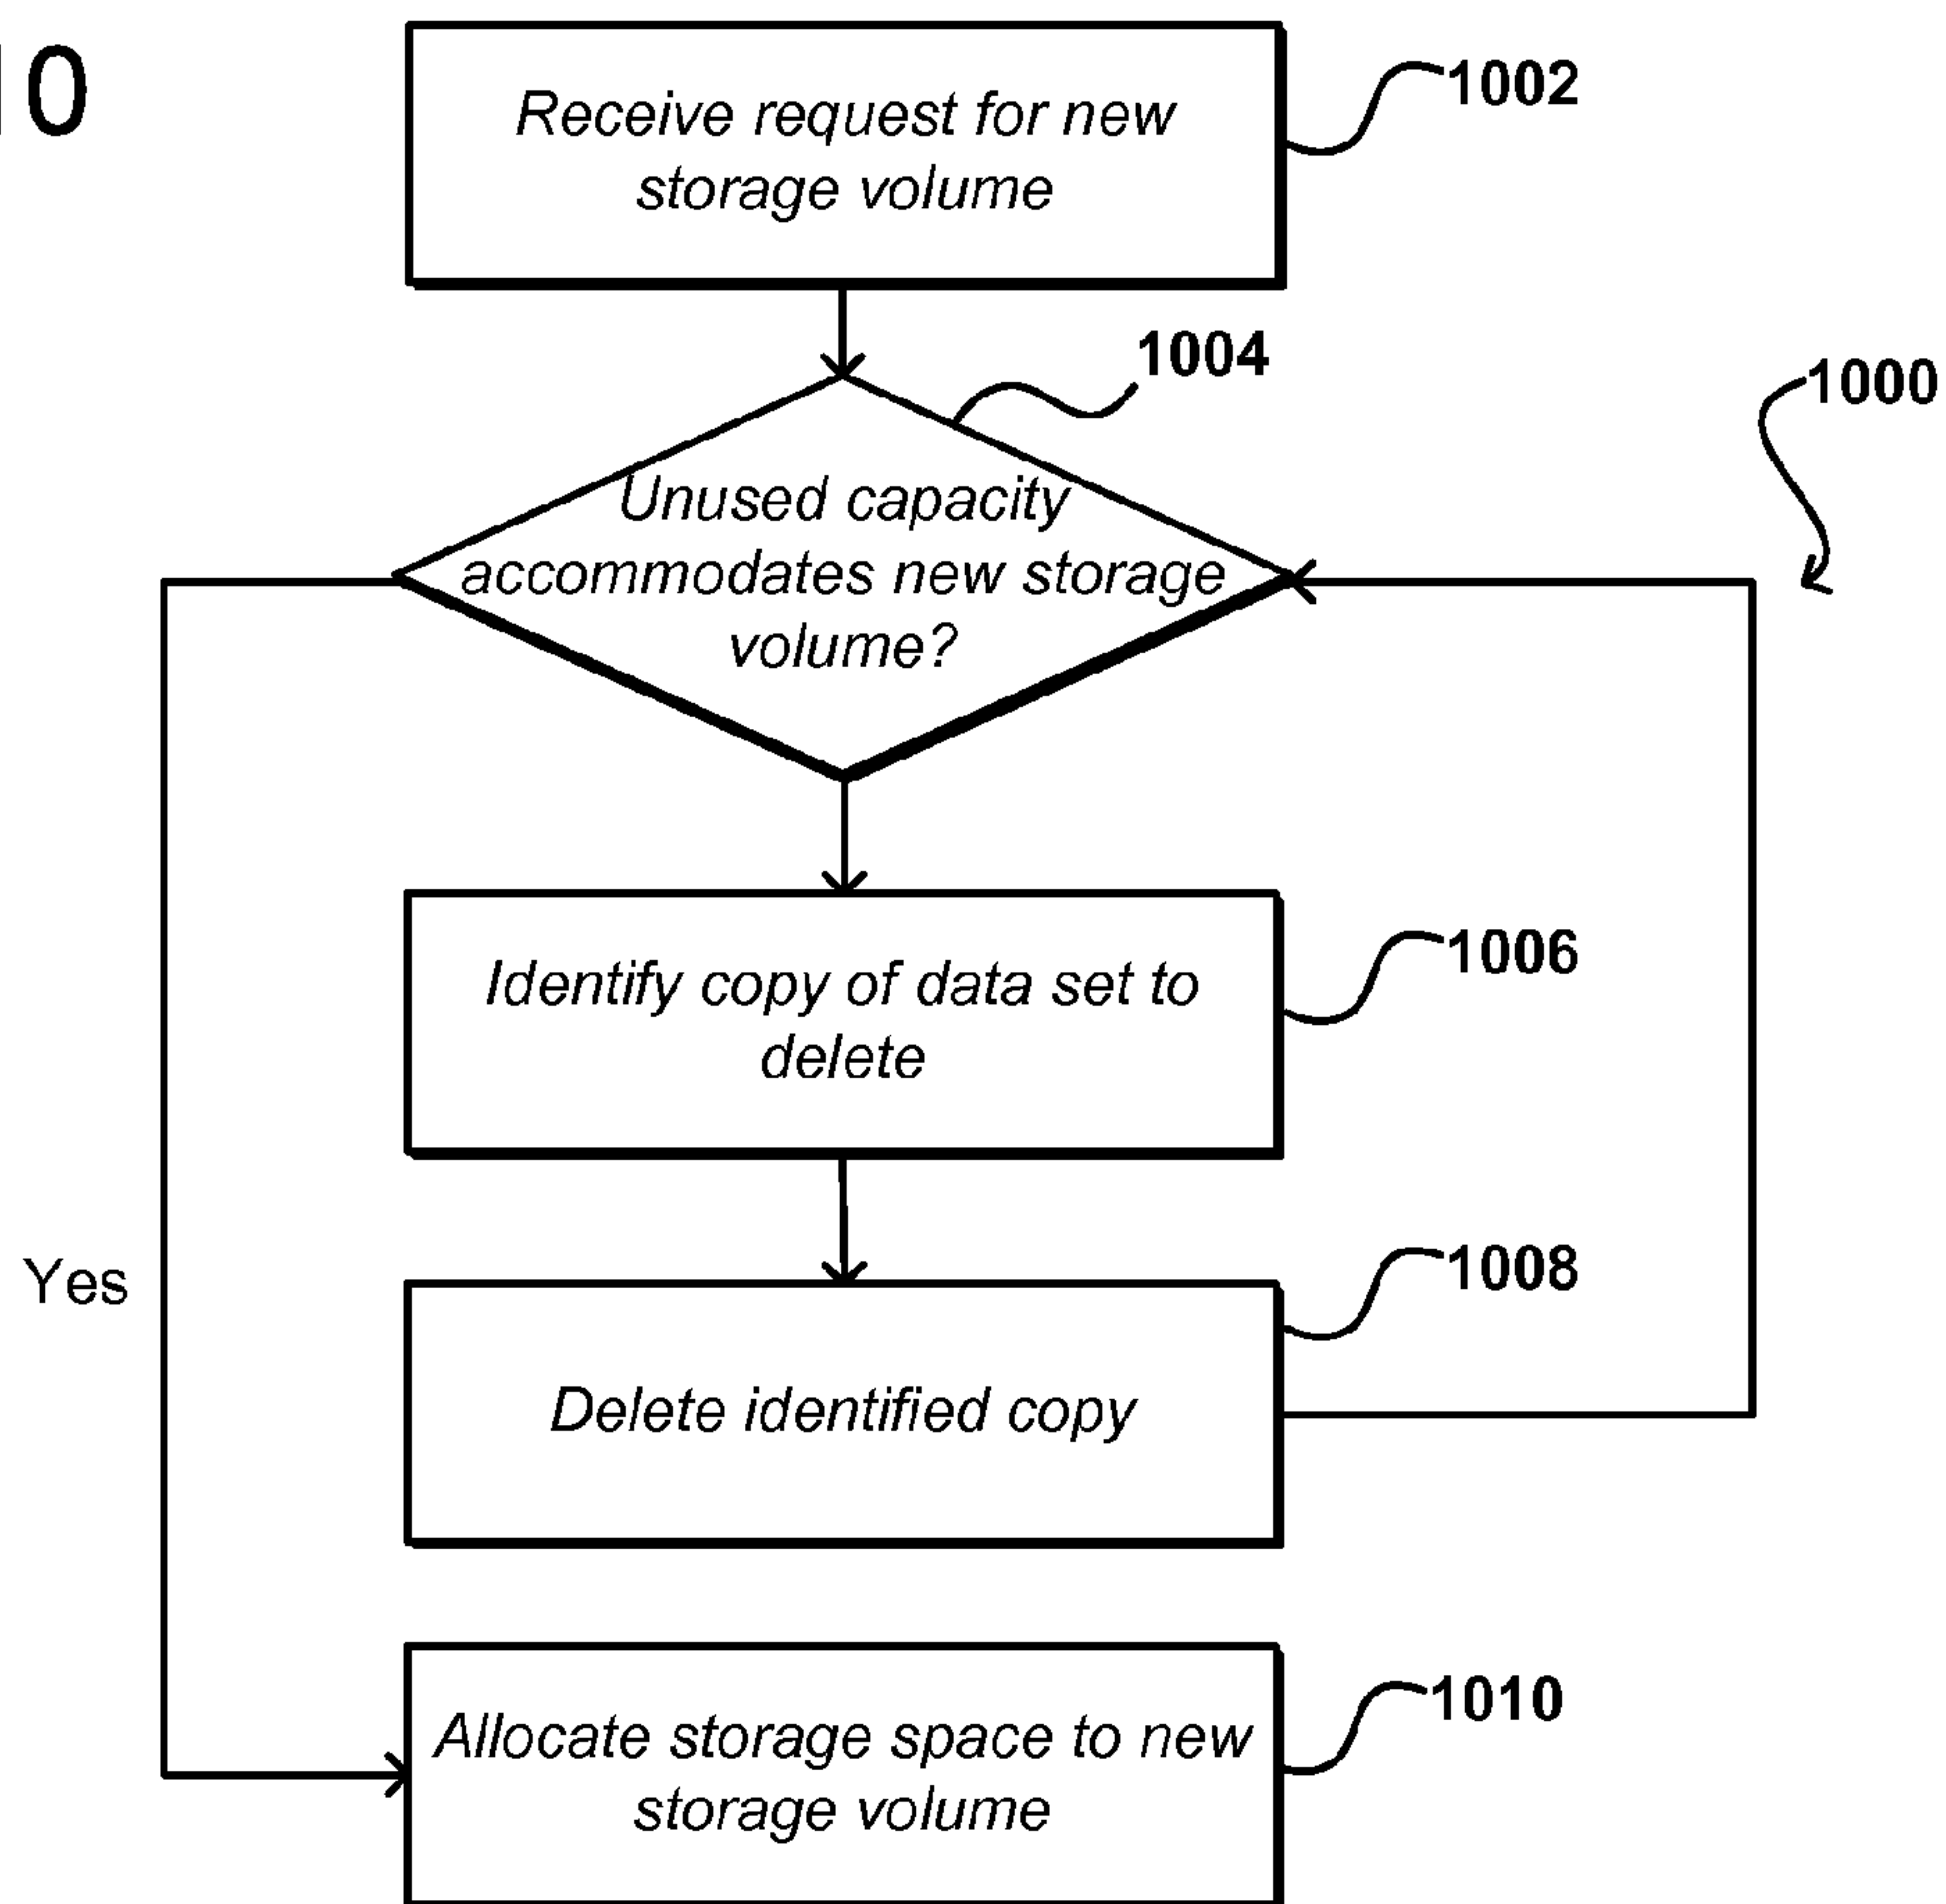 10
Receive request for new
storage volume
1002
1004
1000
Unused capacity
accommodates new storage
volume?
Identify copy of data set to
delete
1006
Yes
1008
Delete identified copy
1010
Allocate storage space to new
storage volume